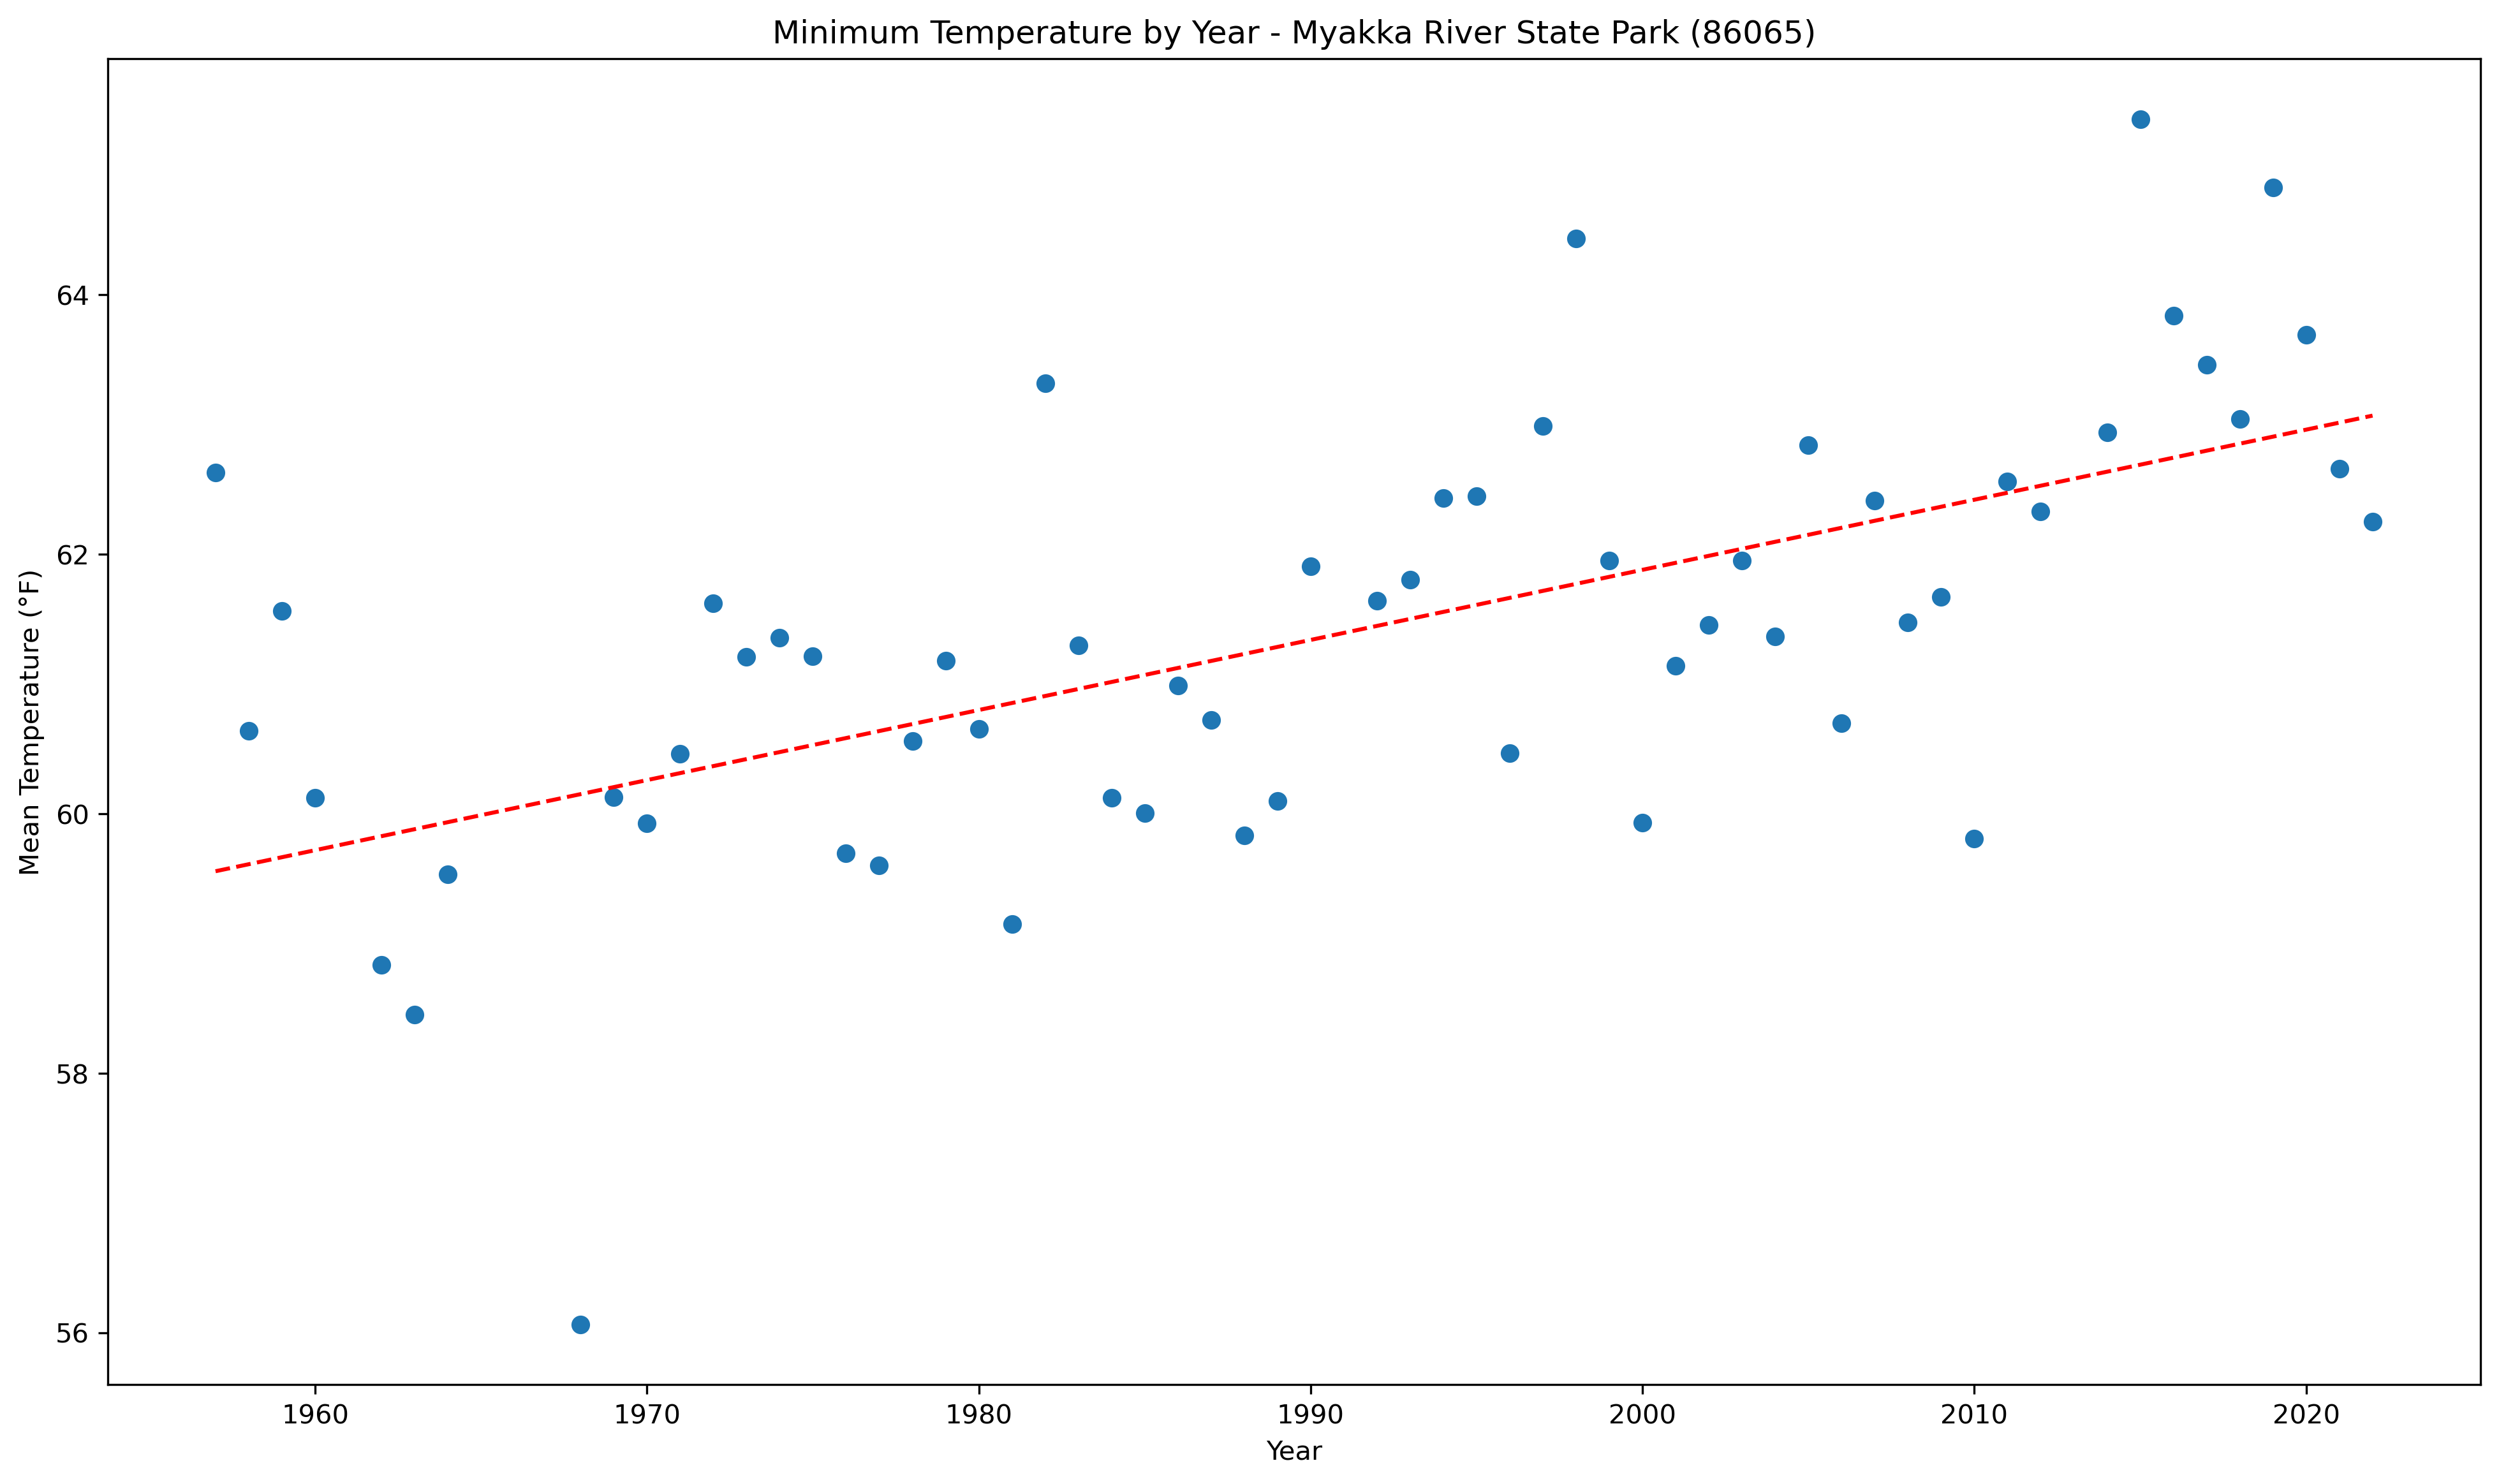 Minimum Temperature by Year - Myakka River State Park (86065)
Mean Temperature (°F)
64
62
60
58
56
1960 1970 1980 1990 2000 2010 2020
Year